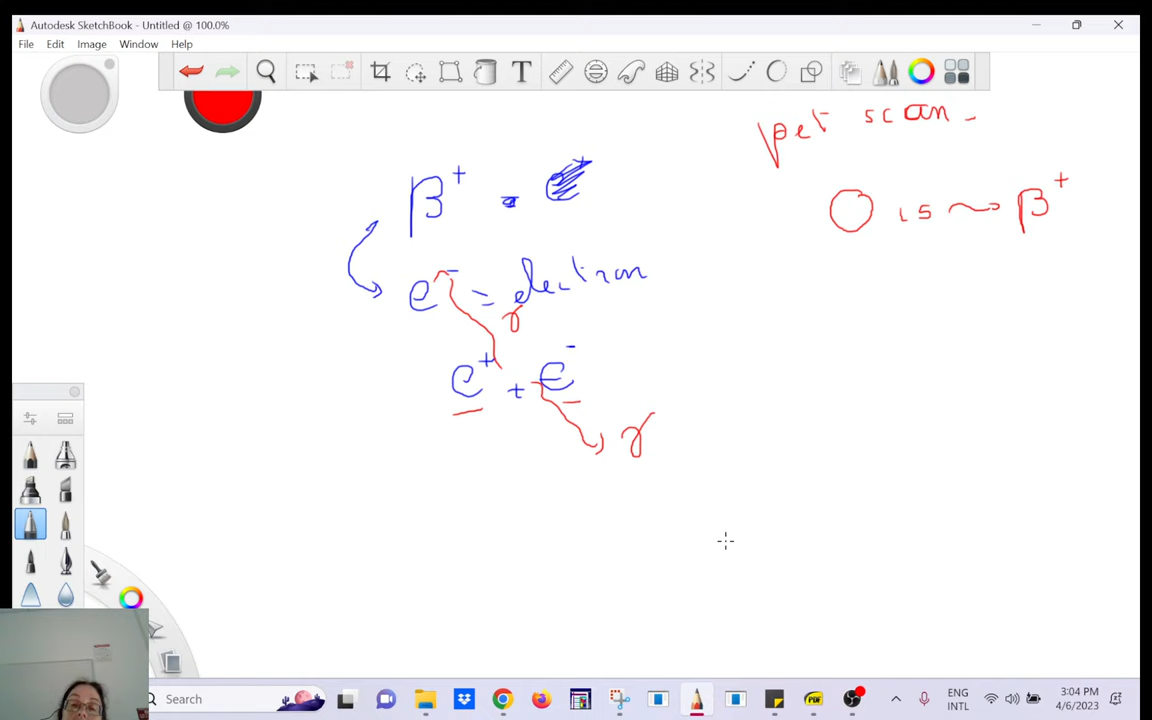 Autodesk SketchBook - Untitled @ 100.0%
File Edit Image Window Help
T
pet scan.
β+ =
O 15 → β+
e- = electron
γ
e+ + e-
γ
Search
PDF
ENG
INTL
3:04 PM
4/6/2023